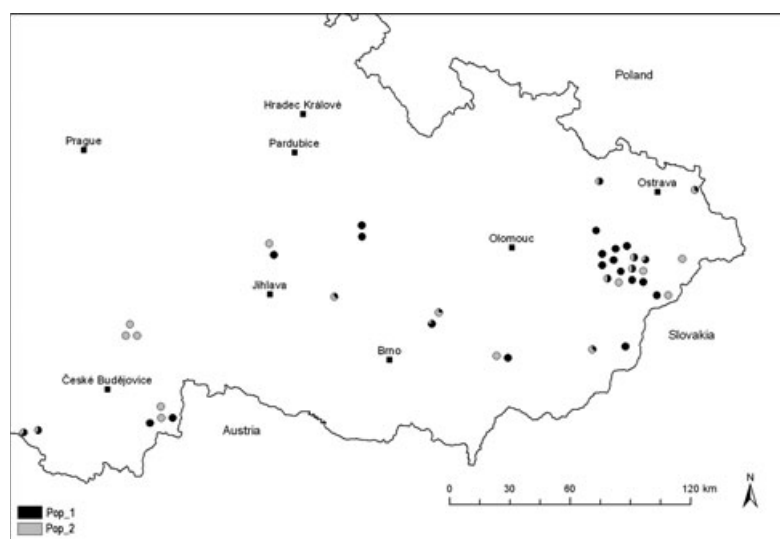 Poland
Hradec Králové
Prague
Pardubice
Ostrava
Olomouc
Jihlava
Slovakia
Brno
České Budějovice
Austria
N
0 30 60 120 km
Pop_1
Pop_2